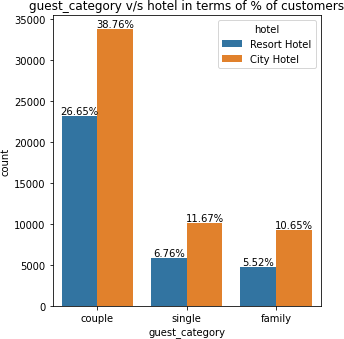 guest_category v/s hotel in terms of % of customers
hotel
Resort Hotel
City Hotel
38.76%
26.65%
11.67%
6.76%
10.65%
5.52%
35000
30000
25000
20000
15000
10000
5000
0
count
couple
single
family
guest_category